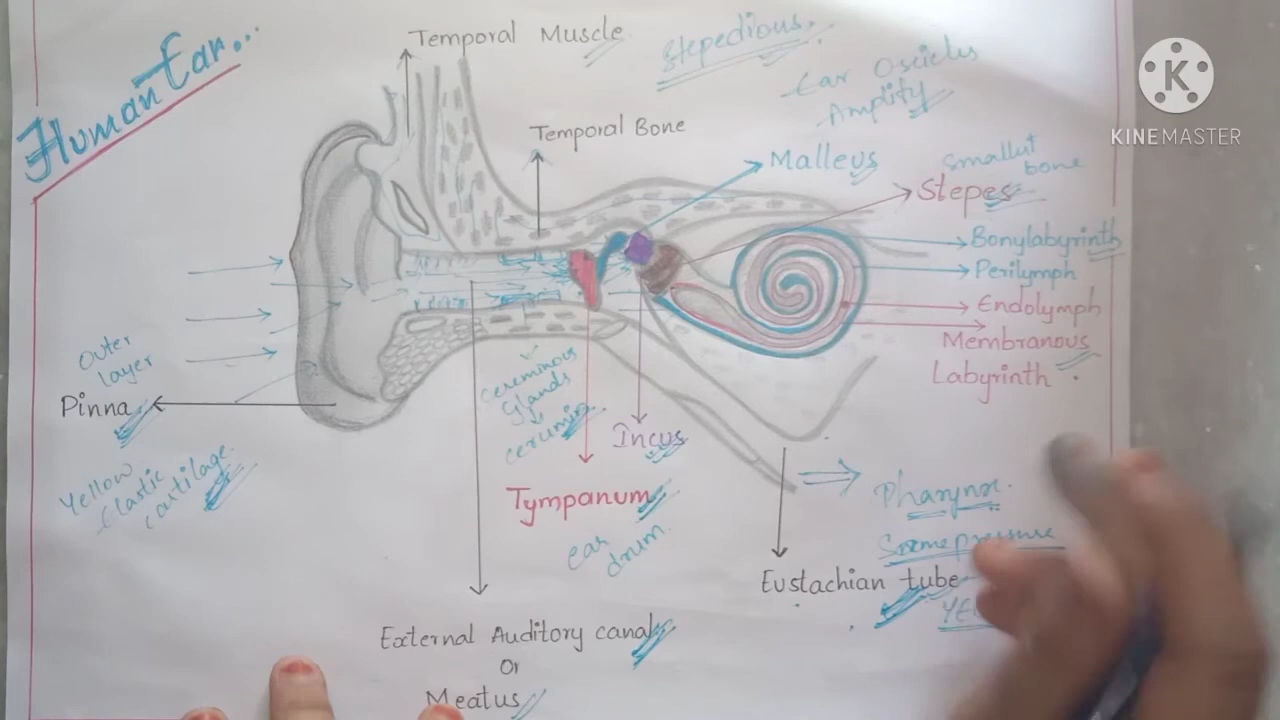 Human Ear...
Temporal Muscle
Stepedious.
Ear Oscicles
Amplify
K
KINEMASTER
Temporal Bone
Malleus
Smallest bone
Stepes
Bonylabyrinth
Perilymph
Endolymph
Membranous
Labyrinth
outer
layer
Pinna
Yellow
Elastic
cartilage
ceruminous
Glands
cerumin
Incus
Tympanum
ear
drum
Pharynx.
Same pressure
Eustachian tube
External Auditory canal
Or
Meatus